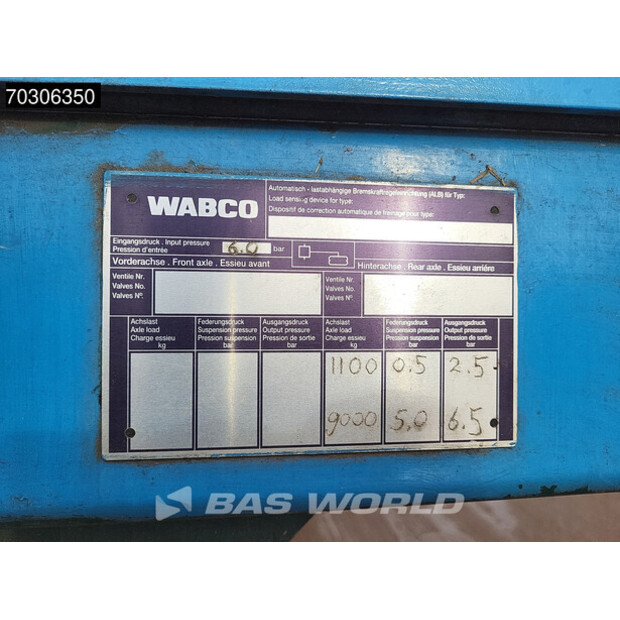 70306350
WABCO
Automatisch - lastabhängige Bremskraftregeleinrichtung (ALB) für Typ:
Load sensing device for type:
Dispositif de correction automatique de freinage pour type:
Eingangsdruck . Input pressure
Pression d'entrée
6.0 bar
Vorderachse . Front axle . Essieu avant
Hinterachse . Rear axle . Essieu arrière
Ventile Nr.
Valves No.
Valves Nº.
Ventile Nr.
Valves No.
Valves Nº.
Achslast
Axle load
Charge essieu
kg
Federungsdruck
Suspension pressure
Pression suspension
bar
Ausgangsdruck
Output pressure
Pression de sortie
bar
Achslast
Axle load
Charge essieu
kg
Federungsdruck
Suspension pressure
Pression suspension
bar
Ausgangsdruck
Output pressure
Pression de sortie
bar
1100 0.5 2.5
9000 5.0 6.5
BAS WORLD